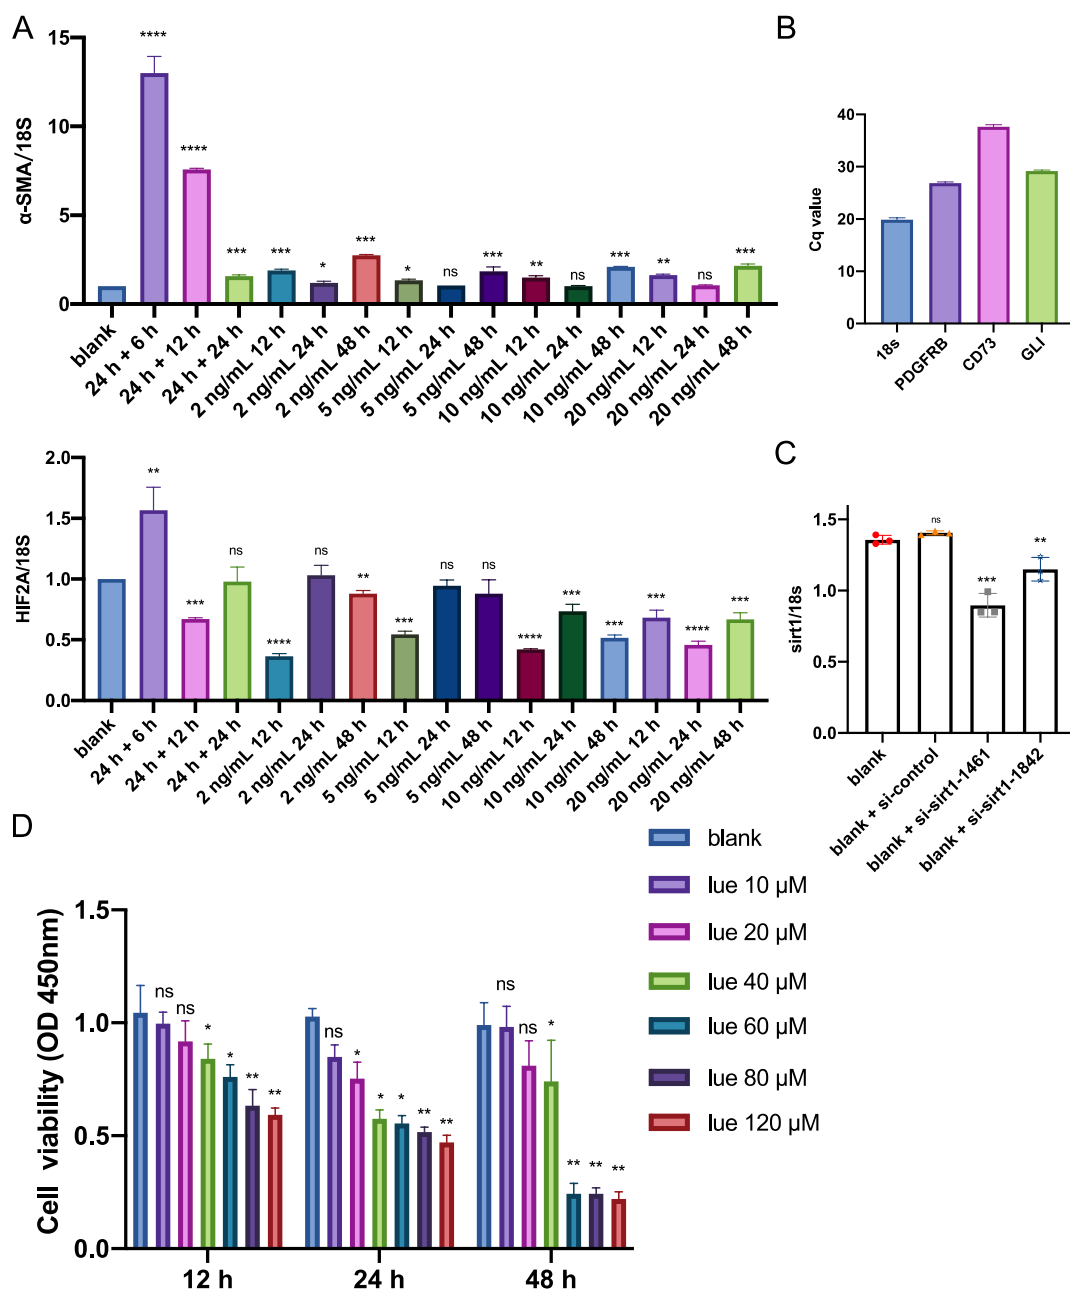 A
α-SMA/18S
15
10
5
0
****
****
***
***
*
***
*
ns
***
**
ns
***
**
ns
***
blank
24 h + 6 h
24 h + 12 h
24 h + 24 h
2 ng/mL 12 h
2 ng/mL 24 h
2 ng/mL 48 h
5 ng/mL 12 h
5 ng/mL 24 h
5 ng/mL 48 h
10 ng/mL 12 h
10 ng/mL 24 h
10 ng/mL 48 h
20 ng/mL 12 h
20 ng/mL 24 h
20 ng/mL 48 h
B
Cq value
40
30
20
10
0
18s
PDGFRB
CD73
GLI
HIF2A/18S
2.0
1.5
1.0
0.5
0.0
**
***
ns
****
ns
**
***
ns
ns
****
***
***
***
****
***
blank
24 h + 6 h
24 h + 12 h
24 h + 24 h
2 ng/mL 12 h
2 ng/mL 24 h
2 ng/mL 48 h
5 ng/mL 12 h
5 ng/mL 24 h
5 ng/mL 48 h
10 ng/mL 12 h
10 ng/mL 24 h
10 ng/mL 48 h
20 ng/mL 12 h
20 ng/mL 24 h
20 ng/mL 48 h
C
sirt1/18s
1.5
1.0
0.5
0.0
ns
***
**
blank
blank + si-control
blank + si-sirt1-1461
blank + si-sirt1-1842
D
Cell viability (OD 450nm)
1.5
1.0
0.5
0.0
ns
ns
*
*
**
**
ns
*
*
*
**
**
ns
ns
*
**
**
**
12 h
24 h
48 h
blank
lue 10 μM
lue 20 μM
lue 40 μM
lue 60 μM
lue 80 μM
lue 120 μM